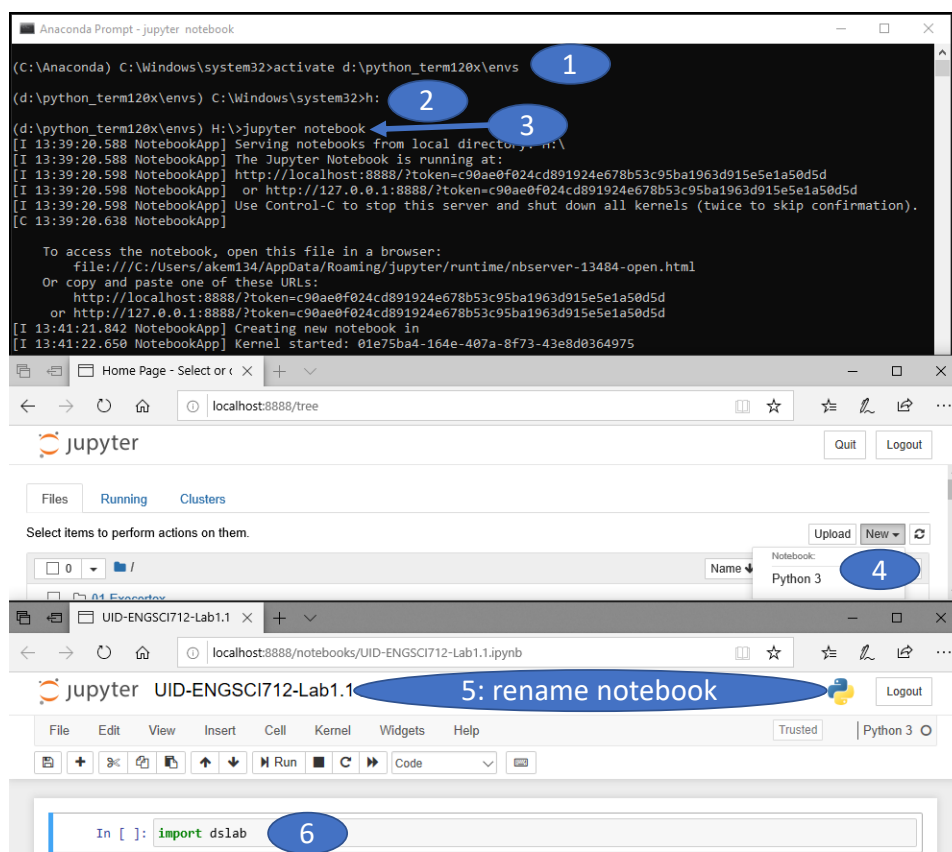 Anaconda Prompt - jupyter notebook
(C:\Anaconda) C:\Windows\system32>activate d:\python_term120x\envs
1
(d:\python_term120x\envs) C:\Windows\system32>h:
2
(d:\python_term120x\envs) H:\>jupyter notebook
3
[I 13:39:20.588 NotebookApp] Serving notebooks from local directory: H:\
[I 13:39:20.588 NotebookApp] The Jupyter Notebook is running at:
[I 13:39:20.598 NotebookApp] http://localhost:8888/?token=c90ae0f024cd891924e678b53c95ba1963d915e5e1a50d5d
[I 13:39:20.598 NotebookApp]  or http://127.0.0.1:8888/?token=c90ae0f024cd891924e678b53c95ba1963d915e5e1a50d5d
[I 13:39:20.598 NotebookApp] Use Control-C to stop this server and shut down all kernels (twice to skip confirmation).
[C 13:39:20.638 NotebookApp]
To access the notebook, open this file in a browser:
file:///C:/Users/akem134/AppData/Roaming/jupyter/runtime/nbserver-13484-open.html
Or copy and paste one of these URLs:
http://localhost:8888/?token=c90ae0f024cd891924e678b53c95ba1963d915e5e1a50d5d
or http://127.0.0.1:8888/?token=c90ae0f024cd891924e678b53c95ba1963d915e5e1a50d5d
[I 13:41:21.842 NotebookApp] Creating new notebook in
[I 13:41:22.650 NotebookApp] Kernel started: 01e75ba4-164e-407a-8f73-43e8d0364975
Home Page - Select or c
localhost:8888/tree
jupyter
Quit Logout
Files Running Clusters
Select items to perform actions on them.
Upload New
0 / Name
Notebook:
Python 3
4
UID-ENGSCI712-Lab1.1
localhost:8888/notebooks/UID-ENGSCI712-Lab1.1.ipynb
jupyter UID-ENGSCI712-Lab1.1 5: rename notebook Logout
File Edit View Insert Cell Kernel Widgets Help Trusted Python 3
Run Code
In [ ]: import dslab
6